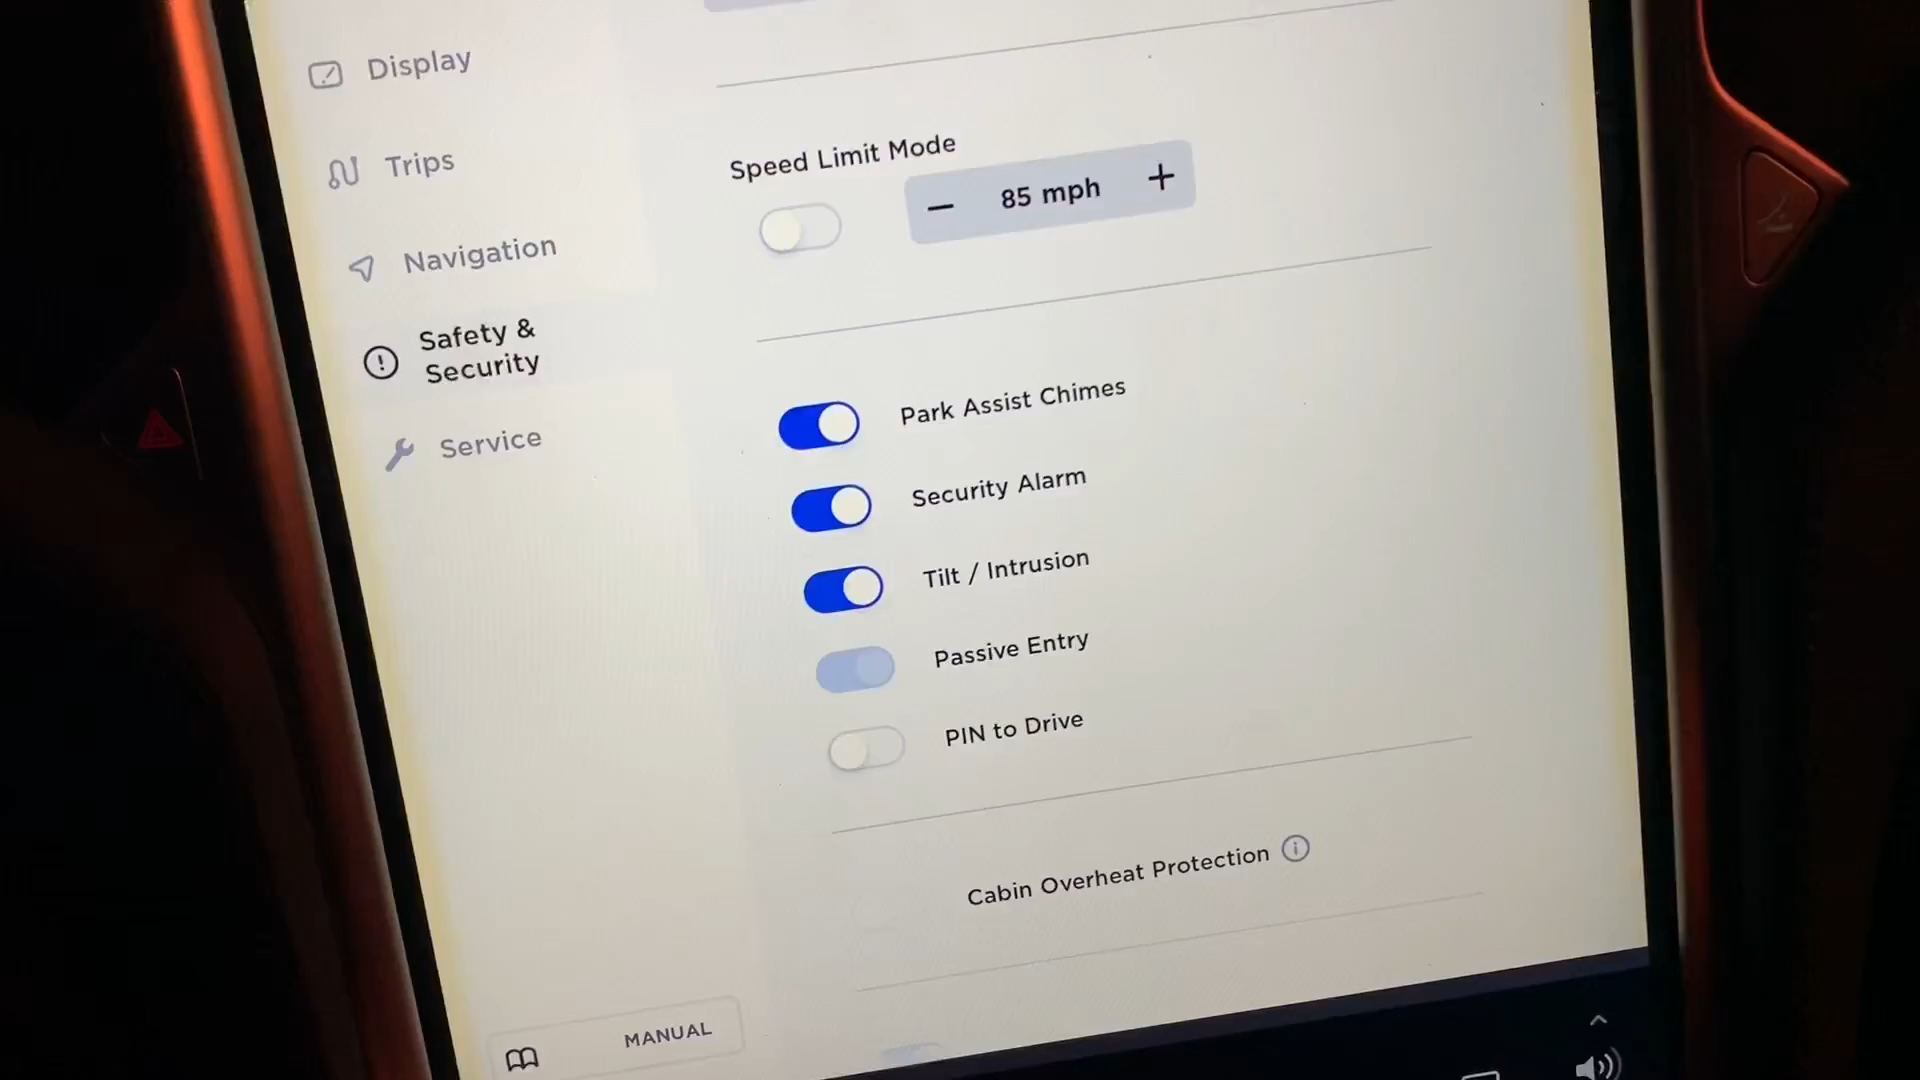 Display
Trips
Navigation
Safety &
Security
Service
MANUAL
Speed Limit Mode
− 85 mph +
Park Assist Chimes
Security Alarm
Tilt / Intrusion
Passive Entry
PIN to Drive
Cabin Overheat Protection